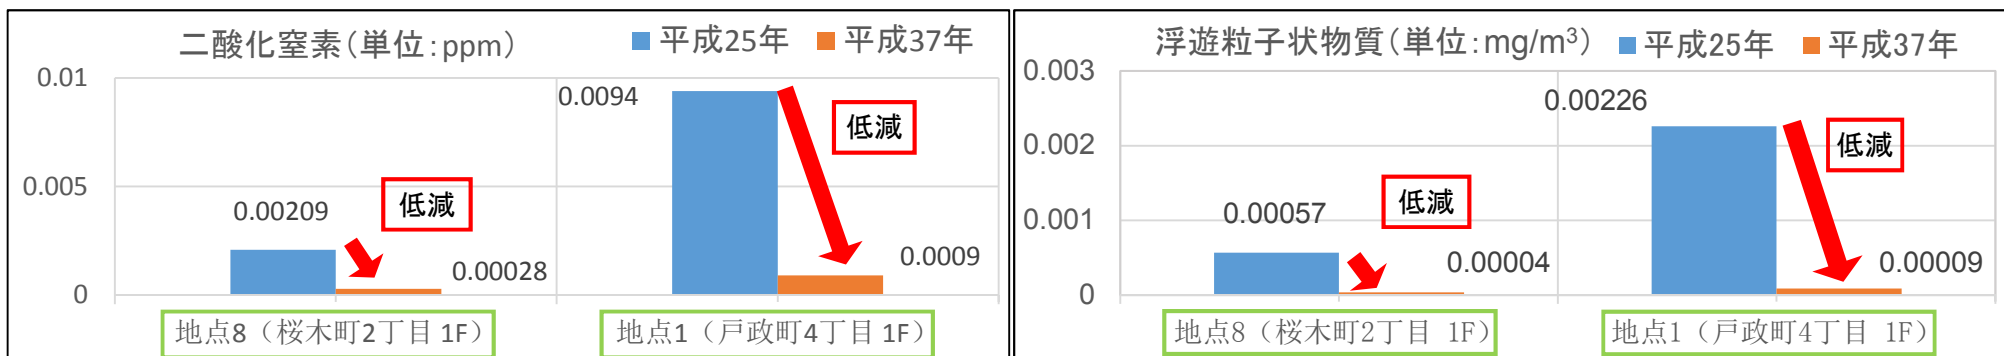 二酸化窒素(単位:ppm)
平成25年 平成37年
0.01
0.005
0
0.00209
低減
0.00028
0.0094
低減
0.0009
地点8(桜木町2丁目 1F)
地点1(戸政町4丁目 1F)
浮遊粒子状物質(単位:mg/m³)
平成25年 平成37年
0.003
0.002
0.001
0
0.00057
低減
0.00004
0.00226
低減
0.00009
地点8(桜木町2丁目 1F)
地点1(戸政町4丁目 1F)